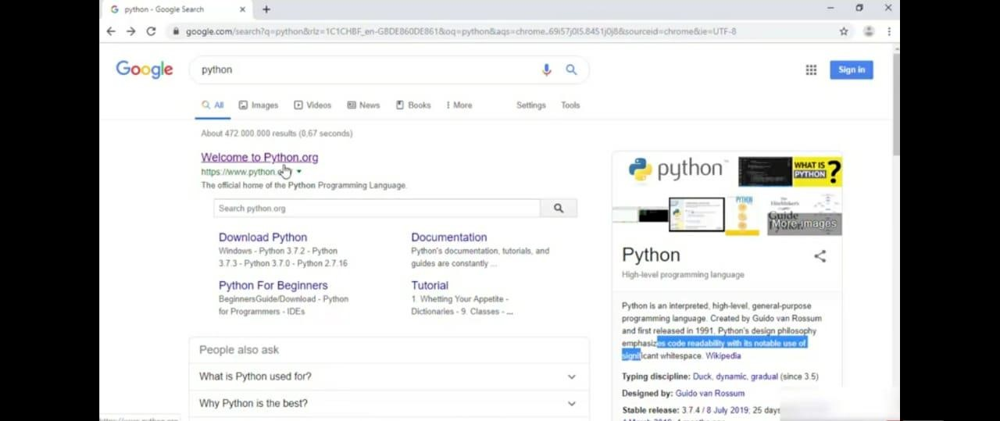 python - Google Search
google.com/search?q=python&rlz=1C1CHBF_en-GBDE860DE861&oq=python&aqs=chrome..69i57j0l5.8451j0j8&sourceid=chrome&ie=UTF-8
Google
python
Sign in
All Images Videos News Books More Settings Tools
About 472.000.000 results (0,67 seconds)
Welcome to Python.org
https://www.python.
The official home of the Python Programming Language.
Search python.org
Download Python
Windows - Python 3.7.2 - Python
3.7.3 - Python 3.7.0 - Python 2.7.16
Documentation
Python's documentation, tutorials, and
guides are constantly ...
Python For Beginners
BeginnersGuide/Download - Python
for Programmers - IDEs
Tutorial
1. Whetting Your Appetite -
Dictionaries - 9. Classes - ...
People also ask
What is Python used for?
Why Python is the best?
python
WHAT IS
PYTHON ?
PYTHON
Guide
More images
Python
High-level programming language
Python is an interpreted, high-level, general-purpose
programming language. Created by Guido van Rossum
and first released in 1991, Python's design philosophy
emphasizes code readability with its notable use of
significant whitespace. Wikipedia
Typing discipline: Duck, dynamic, gradual (since 3.5)
Designed by: Guido van Rossum
Stable release: 3.7.4 / 8 July 2019; 25 days
https://www.python.org